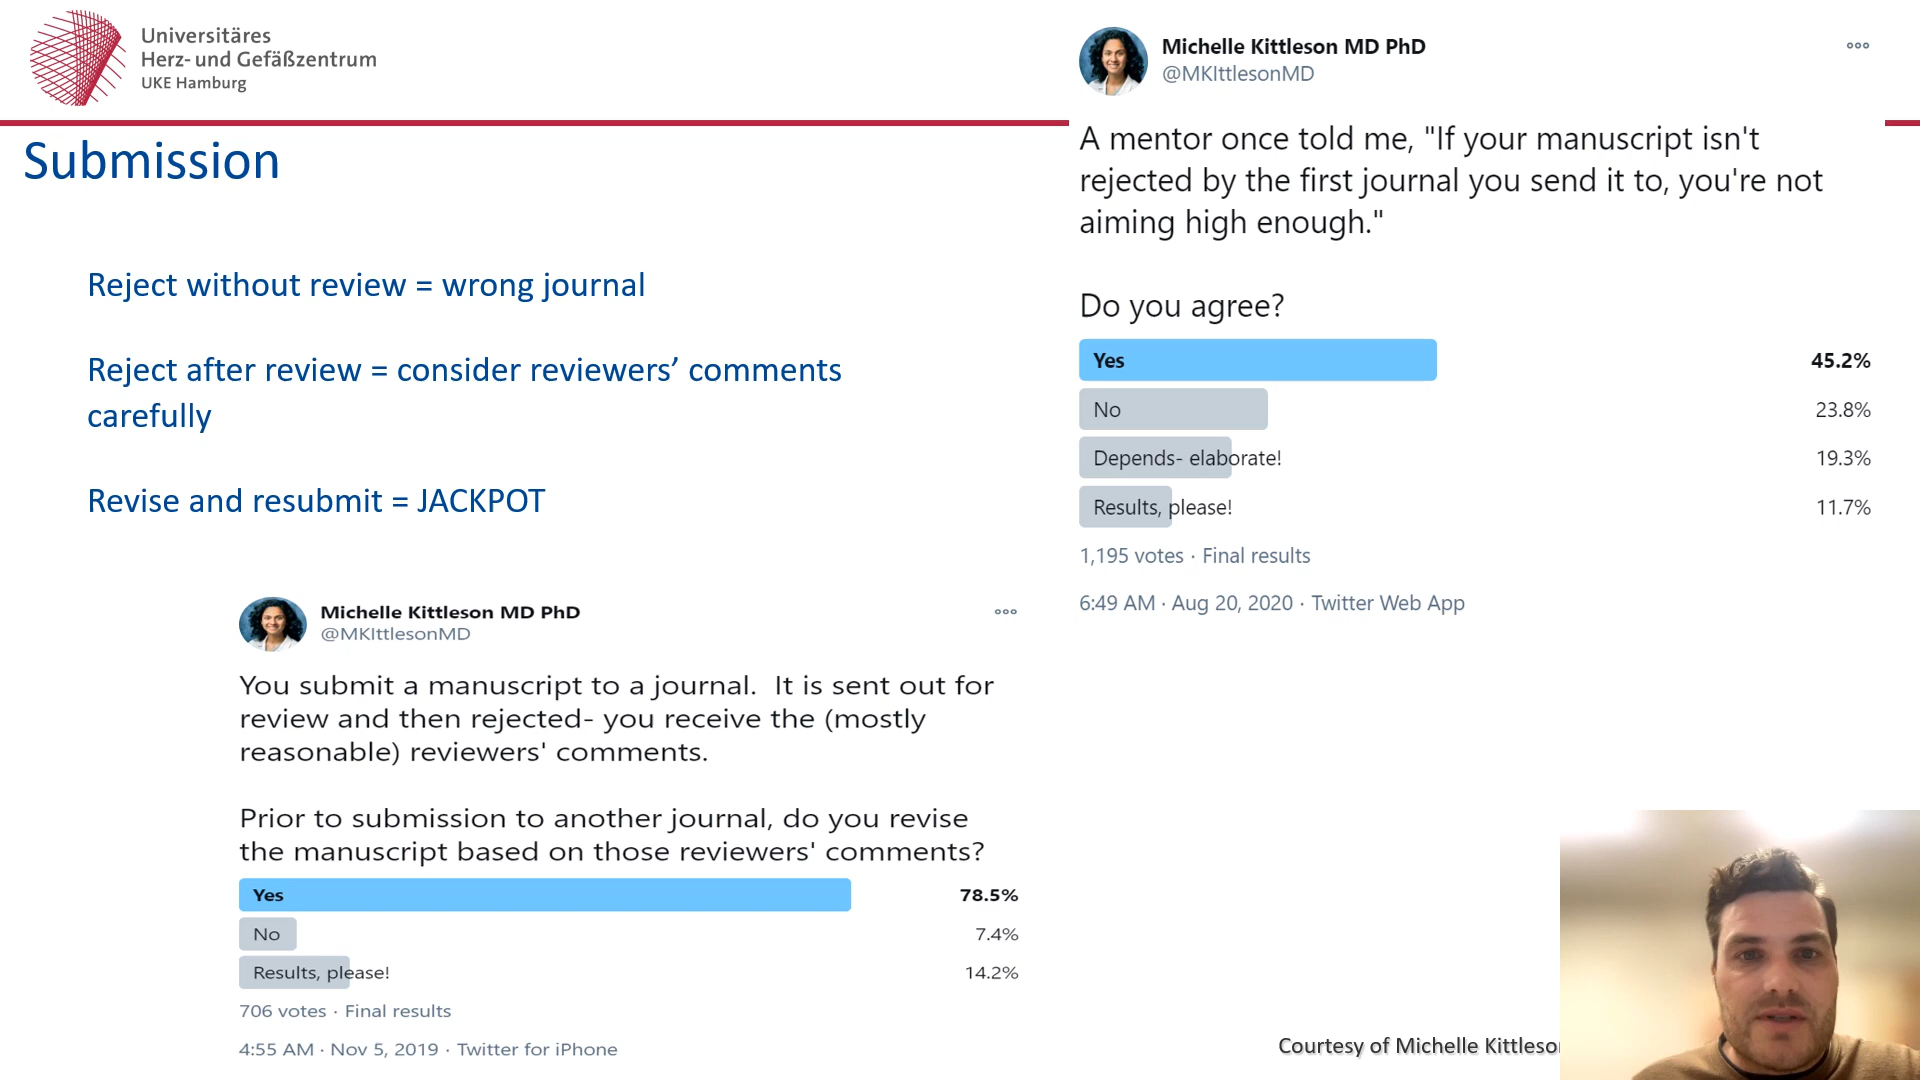 Universitäres
Herz- und Gefäßzentrum
UKE Hamburg
Submission
Reject without review = wrong journal
Reject after review = consider reviewers’ comments
carefully
Revise and resubmit = JACKPOT
Michelle Kittleson MD PhD
@MKIttlesonMD
A mentor once told me, "If your manuscript isn't
rejected by the first journal you send it to, you're not
aiming high enough."
Do you agree?
Yes 45.2%
No 23.8%
Depends- elaborate! 19.3%
Results, please! 11.7%
1,195 votes · Final results
6:49 AM · Aug 20, 2020 · Twitter Web App
Michelle Kittleson MD PhD
@MKIttlesonMD
You submit a manuscript to a journal.  It is sent out for
review and then rejected- you receive the (mostly
reasonable) reviewers' comments.
Prior to submission to another journal, do you revise
the manuscript based on those reviewers' comments?
Yes 78.5%
No 7.4%
Results, please! 14.2%
706 votes · Final results
4:55 AM · Nov 5, 2019 · Twitter for iPhone
Courtesy of Michelle